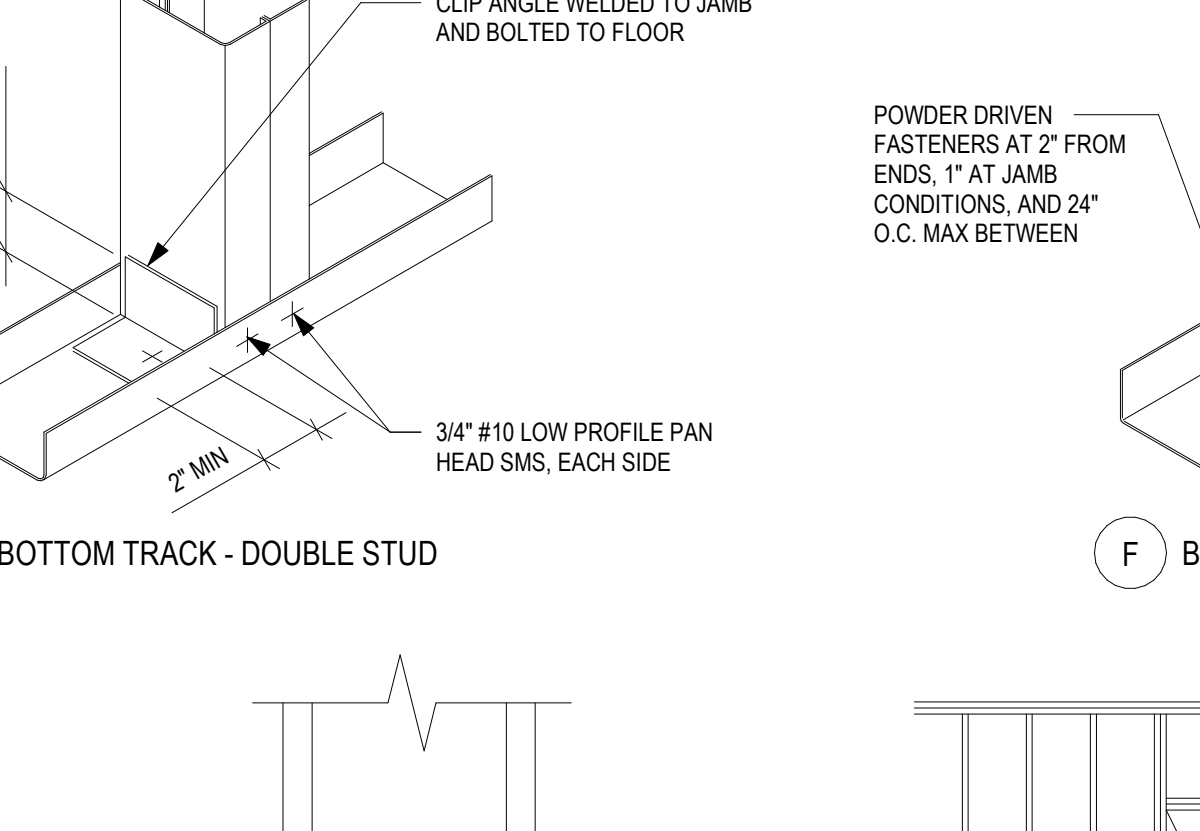 CLIP ANGLE WELDED TO JAMB
AND BOLTED TO FLOOR
POWDER DRIVEN
FASTENERS AT 2" FROM
ENDS, 1" AT JAMB
CONDITIONS, AND 24"
O.C. MAX BETWEEN
3/4" #10 LOW PROFILE PAN
HEAD SMS, EACH SIDE
2" MIN
BOTTOM TRACK - DOUBLE STUD
F B